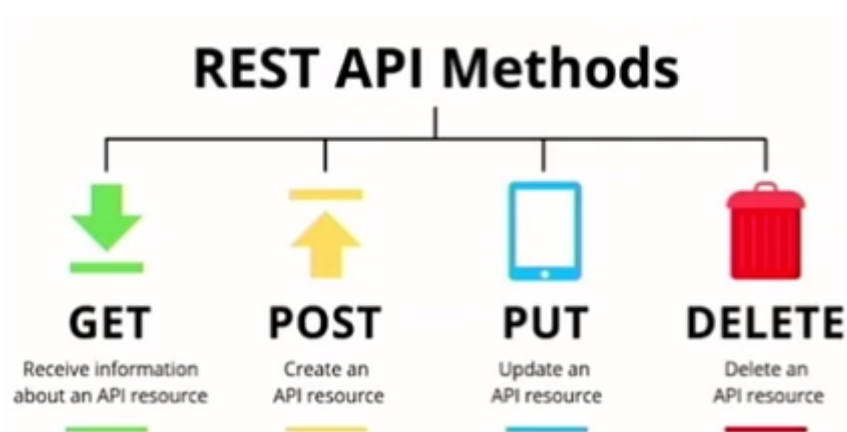 REST API Methods
GET
Receive information
about an API resource
POST
Create an
API resource
PUT
Update an
API resource
DELETE
Delete an
API resource